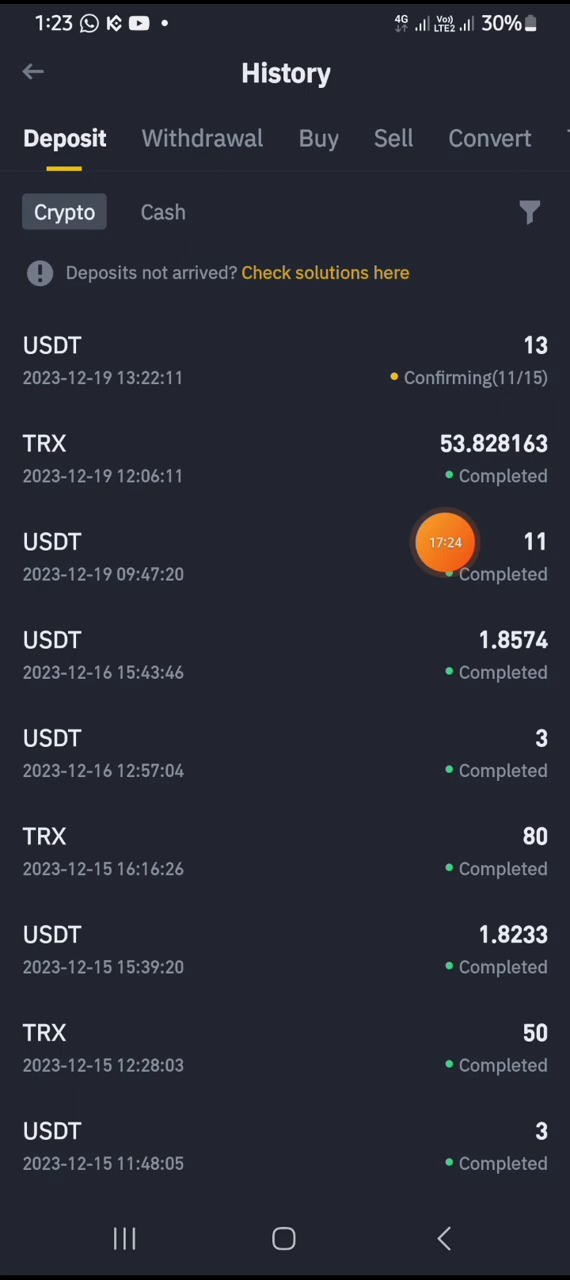 1:23 4G Vo) LTE2 30%
History
Deposit Withdrawal Buy Sell Convert
Crypto Cash
Deposits not arrived? Check solutions here
USDT 13
2023-12-19 13:22:11 Confirming(11/15)
TRX 53.828163
2023-12-19 12:06:11 Completed
USDT 17:24 11
2023-12-19 09:47:20 Completed
USDT 1.8574
2023-12-16 15:43:46 Completed
USDT 3
2023-12-16 12:57:04 Completed
TRX 80
2023-12-15 16:16:26 Completed
USDT 1.8233
2023-12-15 15:39:20 Completed
TRX 50
2023-12-15 12:28:03 Completed
USDT 3
2023-12-15 11:48:05 Completed